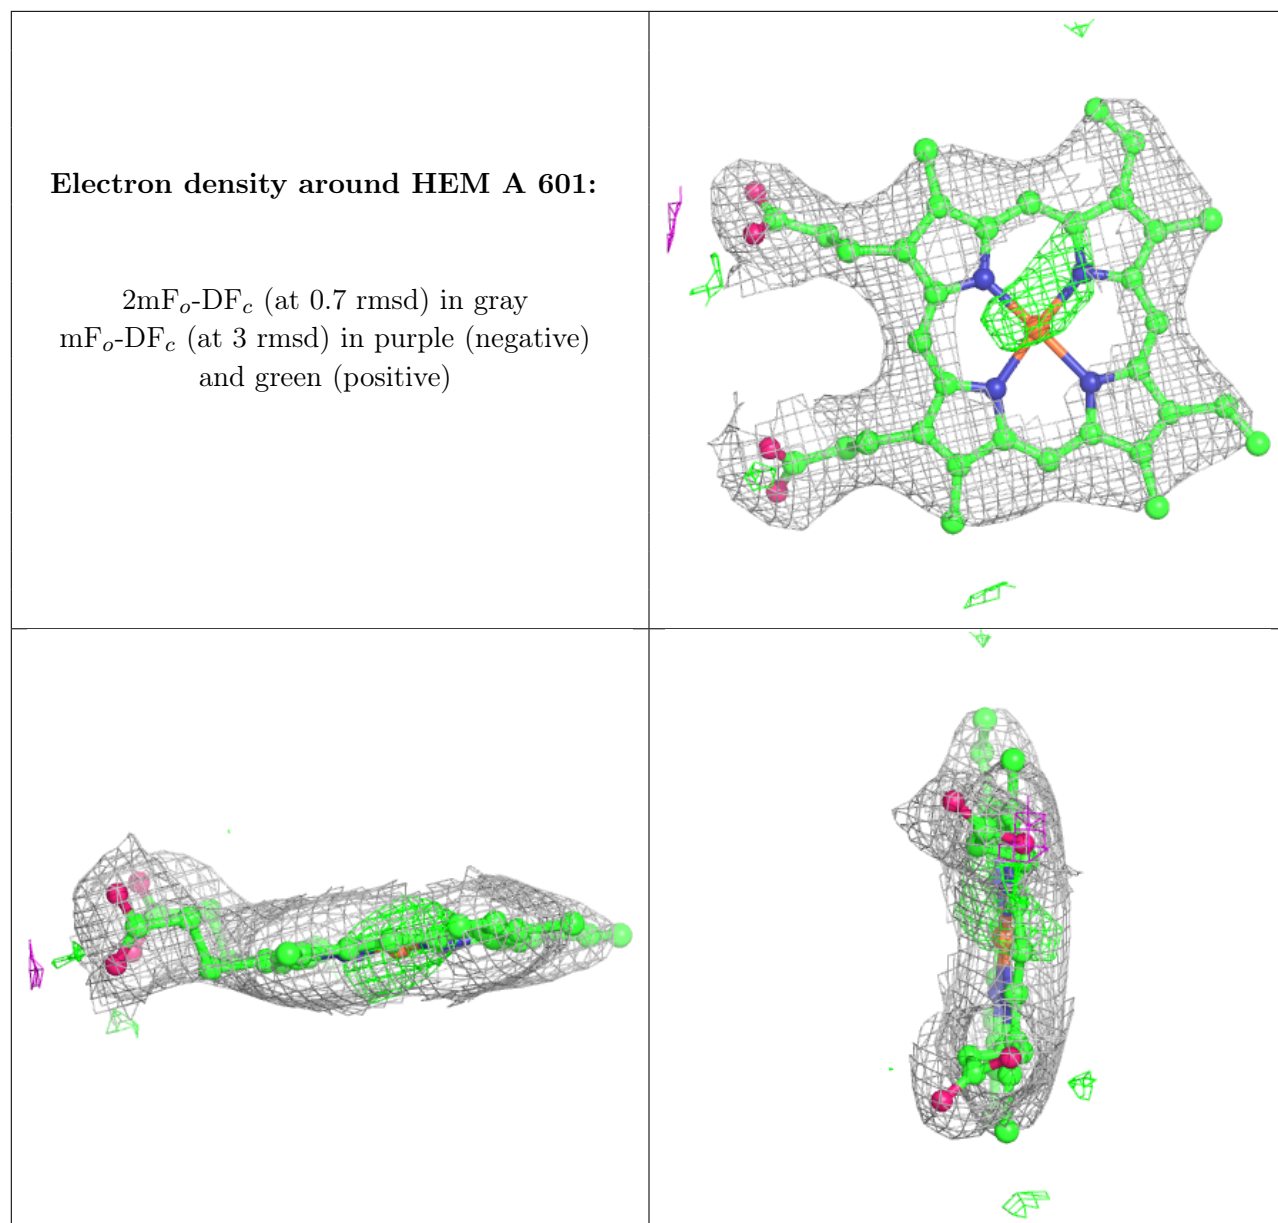 Electron density around HEM A 601:
2mFₒ-DF𝒸 (at 0.7 rmsd) in gray
mFₒ-DF𝒸 (at 3 rmsd) in purple (negative)
and green (positive)